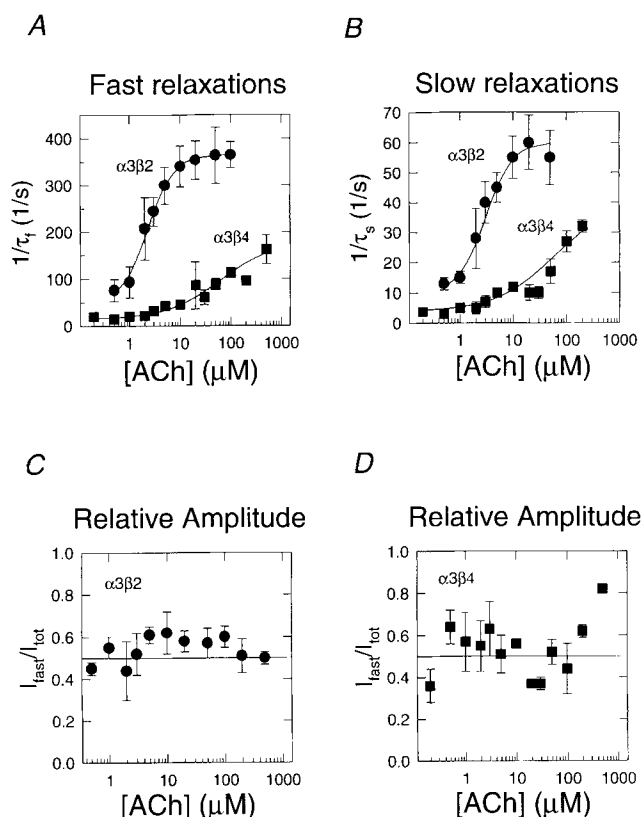 A
Fast relaxations
1/τf (1/s)
400
300
200
100
0
α3β2
α3β4
1
10
100
1000
[ACh] (μM)
B
Slow relaxations
1/τs (1/s)
70
60
50
40
30
20
10
0
α3β2
α3β4
1
10
100
1000
[ACh] (μM)
C
Relative Amplitude
Ifast/Itot
1.0
0.8
0.6
0.4
0.2
0.0
α3β2
1
10
100
1000
[ACh] (μM)
D
Relative Amplitude
Ifast/Itot
1.0
0.8
0.6
0.4
0.2
0.0
α3β4
1
10
100
1000
[ACh] (μM)